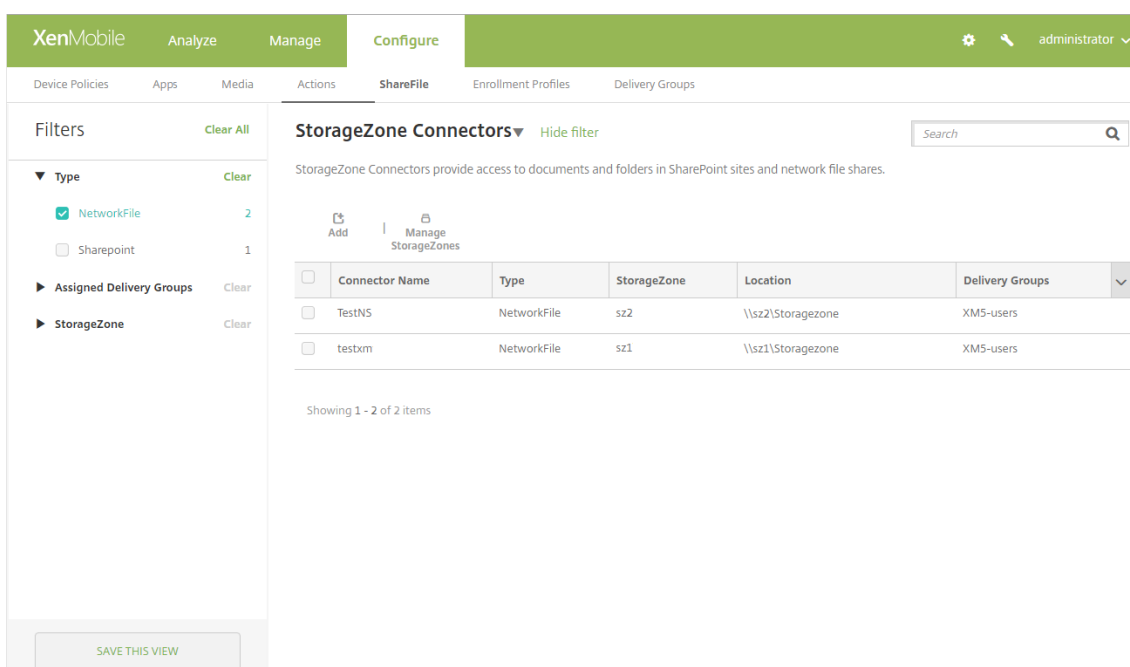 XenMobile Analyze Manage Configure administrator
Device Policies Apps Media Actions ShareFile Enrollment Profiles Delivery Groups
Filters Clear All
Type Clear
NetworkFile 2
Sharepoint 1
Assigned Delivery Groups Clear
StorageZone Clear
SAVE THIS VIEW
StorageZone Connectors Hide filter Search
StorageZone Connectors provide access to documents and folders in SharePoint sites and network file shares.
Add | Manage
StorageZones
Connector Name Type StorageZone Location Delivery Groups
TestNS NetworkFile sz2 \\sz2\Storagezone XM5-users
testxm NetworkFile sz1 \\sz1\Storagezone XM5-users
Showing 1 - 2 of 2 items